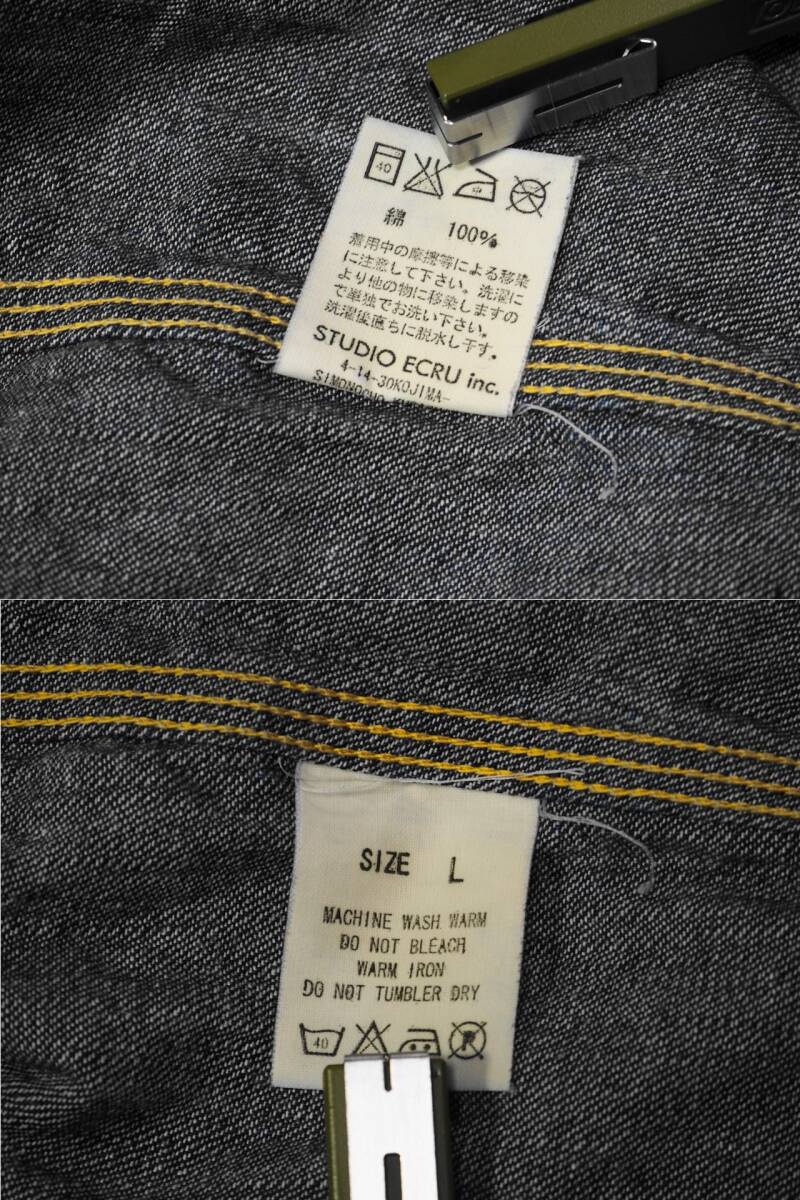 40 中
綿 100%
着用中の摩擦等による移染
に注意して下さい。洗濯に
より他の物に移染しますの
で単独でお洗い下さい。
洗濯後直ちに脱水し干す。
STUDIO ECRU inc.
4-14-30KOJIMA-
SIMONOCHO
SIZE L
MACHINE WASH WARM
DO NOT BLEACH
WARM IRON
DO NOT TUMBLER DRY
40 P